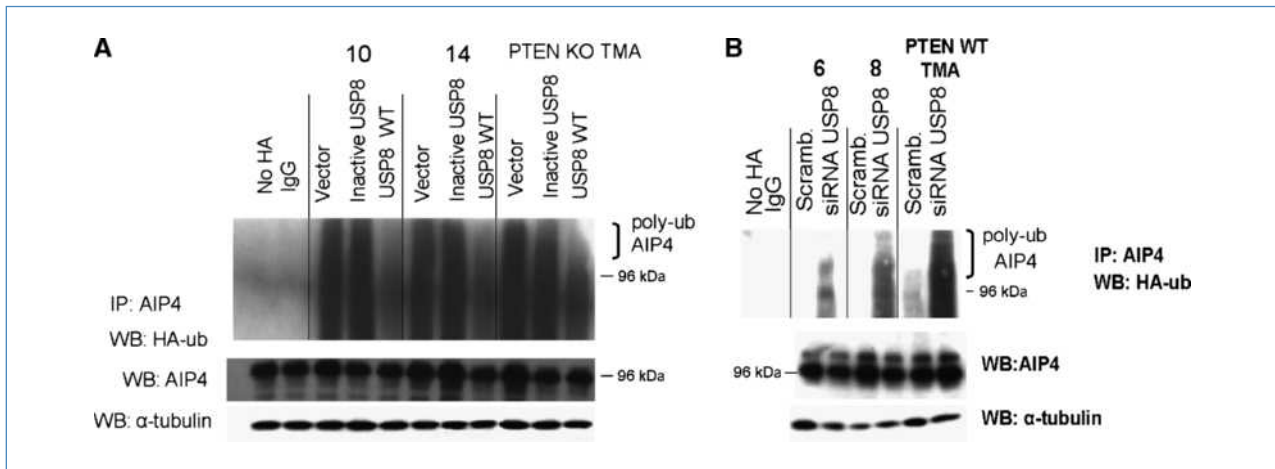 A
10
14
PTEN KO TMA
No HA
IgG
Vector
Inactive USP8
USP8 WT
Vector
Inactive USP8
USP8 WT
Vector
Inactive USP8
USP8 WT
poly-ub
AIP4
96 kDa
IP: AIP4
WB: HA-ub
WB: AIP4
96 kDa
WB: α-tubulin
B
6
8
PTEN WT
TMA
No HA
IgG
Scramb.
siRNA USP8
Scramb.
siRNA USP8
Scramb.
siRNA USP8
poly-ub
AIP4
96 kDa
IP: AIP4
WB: HA-ub
96 kDa
WB:AIP4
WB: α-tubulin